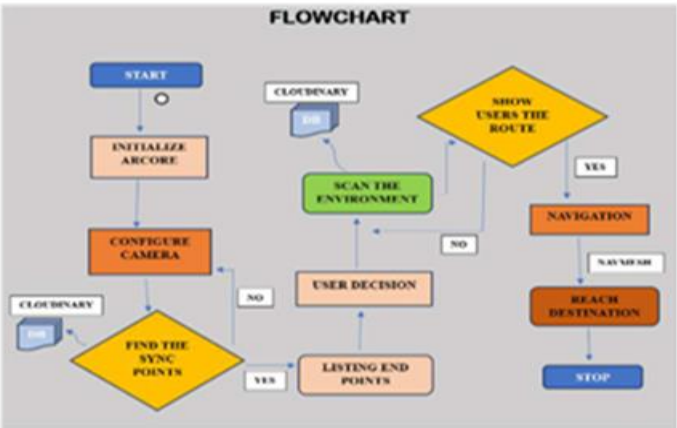 FLOWCHART
START
INITIALIZE
ARCORE
CONFIGURE
CAMERA
CLOUDINARY
DB
NO
FIND THE
SYNC
POINTS
YES
LISTING END
POINTS
USER DECISION
SCAN THE
ENVIRONMENT
CLOUDINARY
DB
SHOW
USERS THE
ROUTE
NO
YES
NAVIGATION
NAVMESH
REACH
DESTINATION
STOP